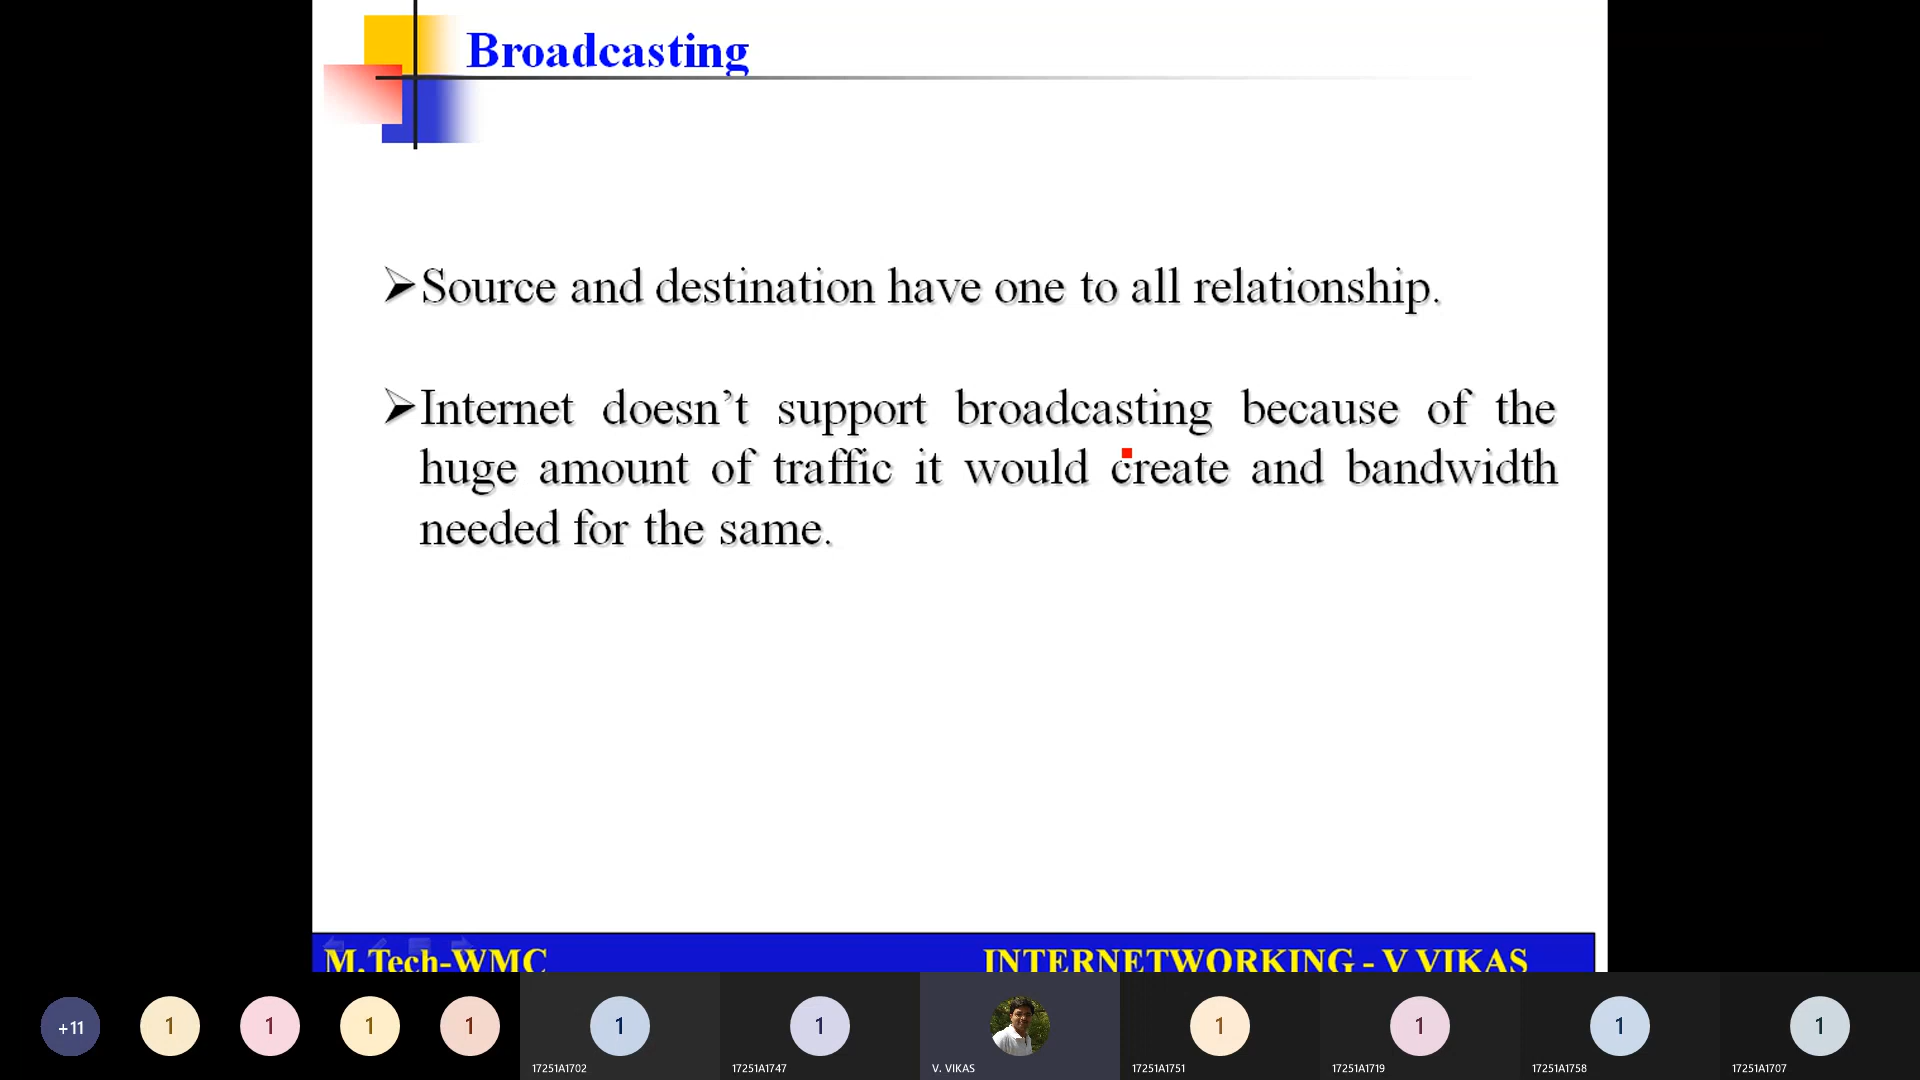 Broadcasting
➢Source and destination have one to all relationship.
➢Internet doesn’t support broadcasting because of the
huge amount of traffic it would create and bandwidth
needed for the same.
M.Tech-WMC INTERNETWORKING - V VIKAS
+11 1 1 1 1 1 1 1 1 1 1
17251A1702 17251A1747 V. VIKAS 17251A1751 17251A1719 17251A1758 17251A1707